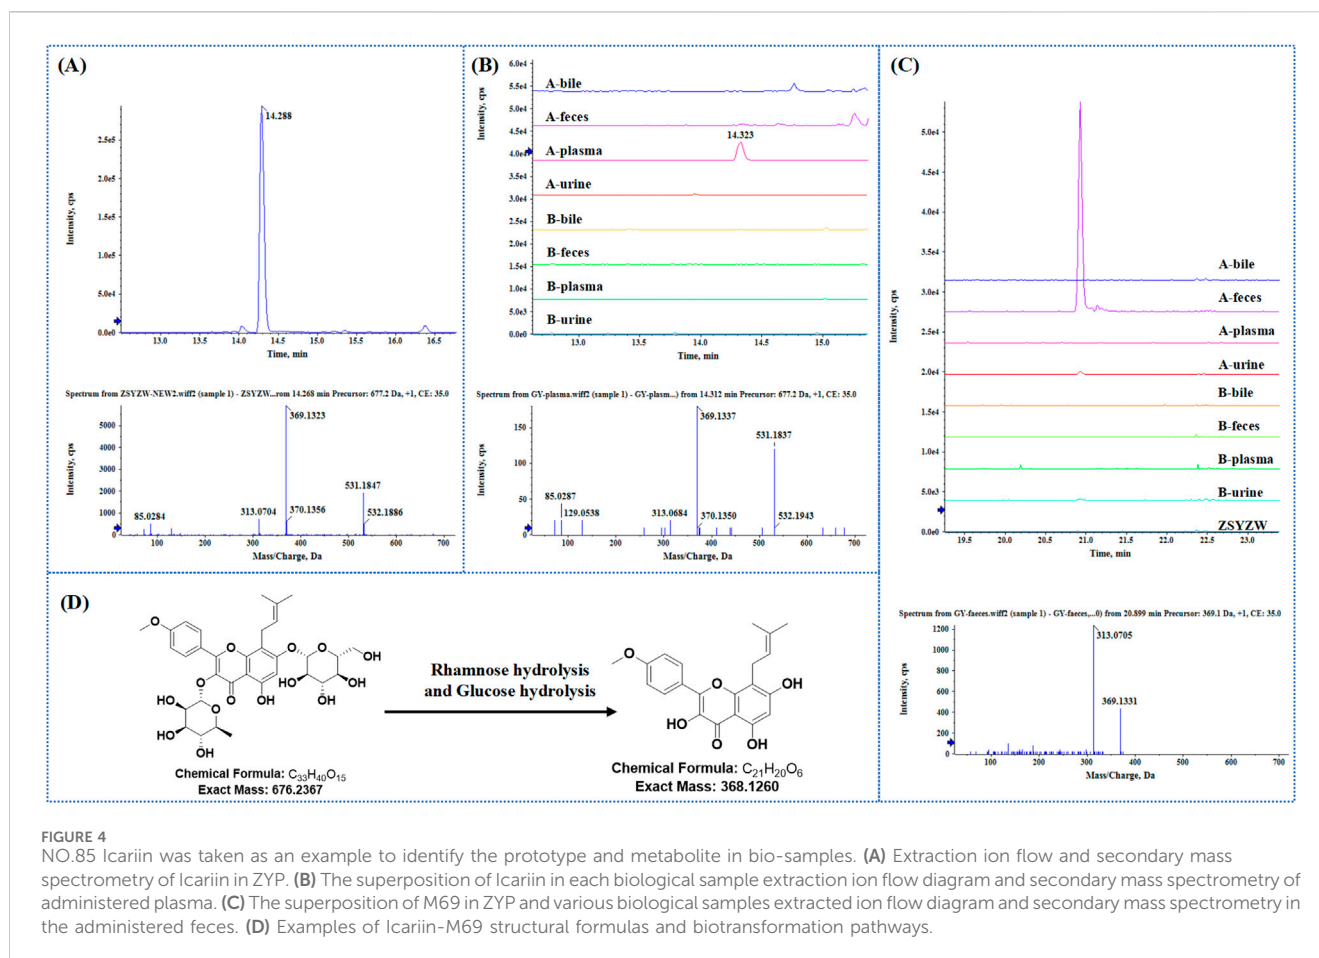 (A)
Intensity, cps
2.5e5
2.0e5
1.5e5
1.0e5
5.0e4
0.0e0
14.288
13.0 13.5 14.0 14.5 15.0 15.5 16.0 16.5
Time, min
Spectrum from ZSYZW-NEW2.wiff2 (sample 1) - ZSYZW...rom 14.268 min Precursor: 677.2 Da, +1, CE: 35.0
Intensity, cps
5000
4000
3000
2000
1000
0
369.1323
531.1847
85.0284
313.0704
370.1356
532.1886
100 200 300 400 500 600 700
Mass/Charge, Da
(B)
Intensity, cps
6.0e4
5.5e4
5.0e4
4.5e4
4.0e4
3.5e4
3.0e4
2.5e4
2.0e4
1.5e4
1.0e4
5.0e3
0.0e0
A-bile
A-feces
14.323
A-plasma
A-urine
B-bile
B-feces
B-plasma
B-urine
13.0 13.5 14.0 14.5 15.0
Time, min
Spectrum from GY-plasma.wiff2 (sample 1) - GY-plasm...) from 14.312 min Precursor: 677.2 Da, +1, CE: 35.0
Intensity, cps
150
100
50
0
369.1337
531.1837
85.0287
129.0538
313.0684
370.1350
532.1943
100 200 300 400 500 600 700
Mass/Charge, Da
(C)
Intensity, cps
5.0e4
4.5e4
4.0e4
3.5e4
3.0e4
2.5e4
2.0e4
1.5e4
1.0e4
5.0e3
0.0e0
A-bile
A-feces
A-plasma
A-urine
B-bile
B-feces
B-plasma
B-urine
ZSYZW
19.5 20.0 20.5 21.0 21.5 22.0 22.5 23.0
Time, min
Spectrum from GY-faeces.wiff2 (sample 1) - GY-faeces,...0) from 20.899 min Precursor: 369.1 Da, +1, CE: 35.0
Intensity, cps
1200
1000
800
600
400
200
0
313.0705
369.1331
100 200 300 400 500 600 700
Mass/Charge, Da
(D)
O
O
O
O
OH
O
O
OH
HO
OH
OH
O
O
HO
HO
OH
Chemical Formula: C33H40O15
Exact Mass: 676.2367
Rhamnose hydrolysis
and Glucose hydrolysis
O
O
OH
HO
O
OH
Chemical Formula: C21H20O6
Exact Mass: 368.1260
FIGURE 4
NO.85 Icariin was taken as an example to identify the prototype and metabolite in bio-samples. (A) Extraction ion flow and secondary mass
spectrometry of Icariin in ZYP. (B) The superposition of Icariin in each biological sample extraction ion flow diagram and secondary mass spectrometry of
administered plasma. (C) The superposition of M69 in ZYP and various biological samples extracted ion flow diagram and secondary mass spectrometry in
the administered feces. (D) Examples of Icariin-M69 structural formulas and biotransformation pathways.